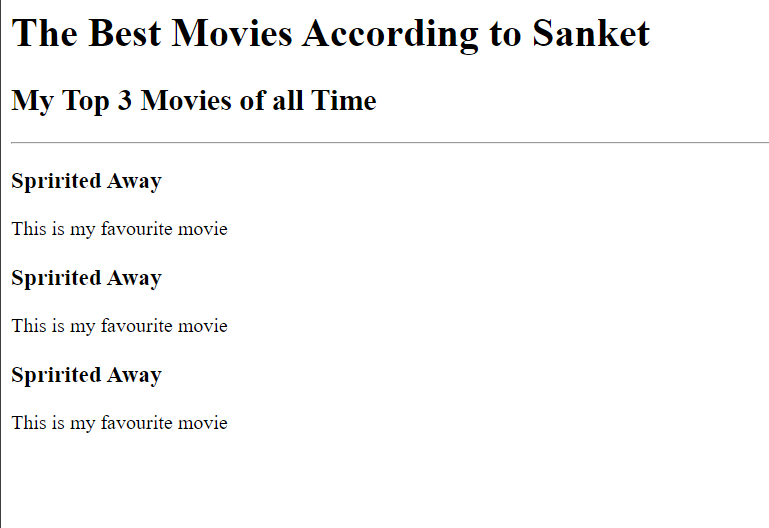 The Best Movies According to Sanket
My Top 3 Movies of all Time
Spririted Away
This is my favourite movie
Spririted Away
This is my favourite movie
Spririted Away
This is my favourite movie